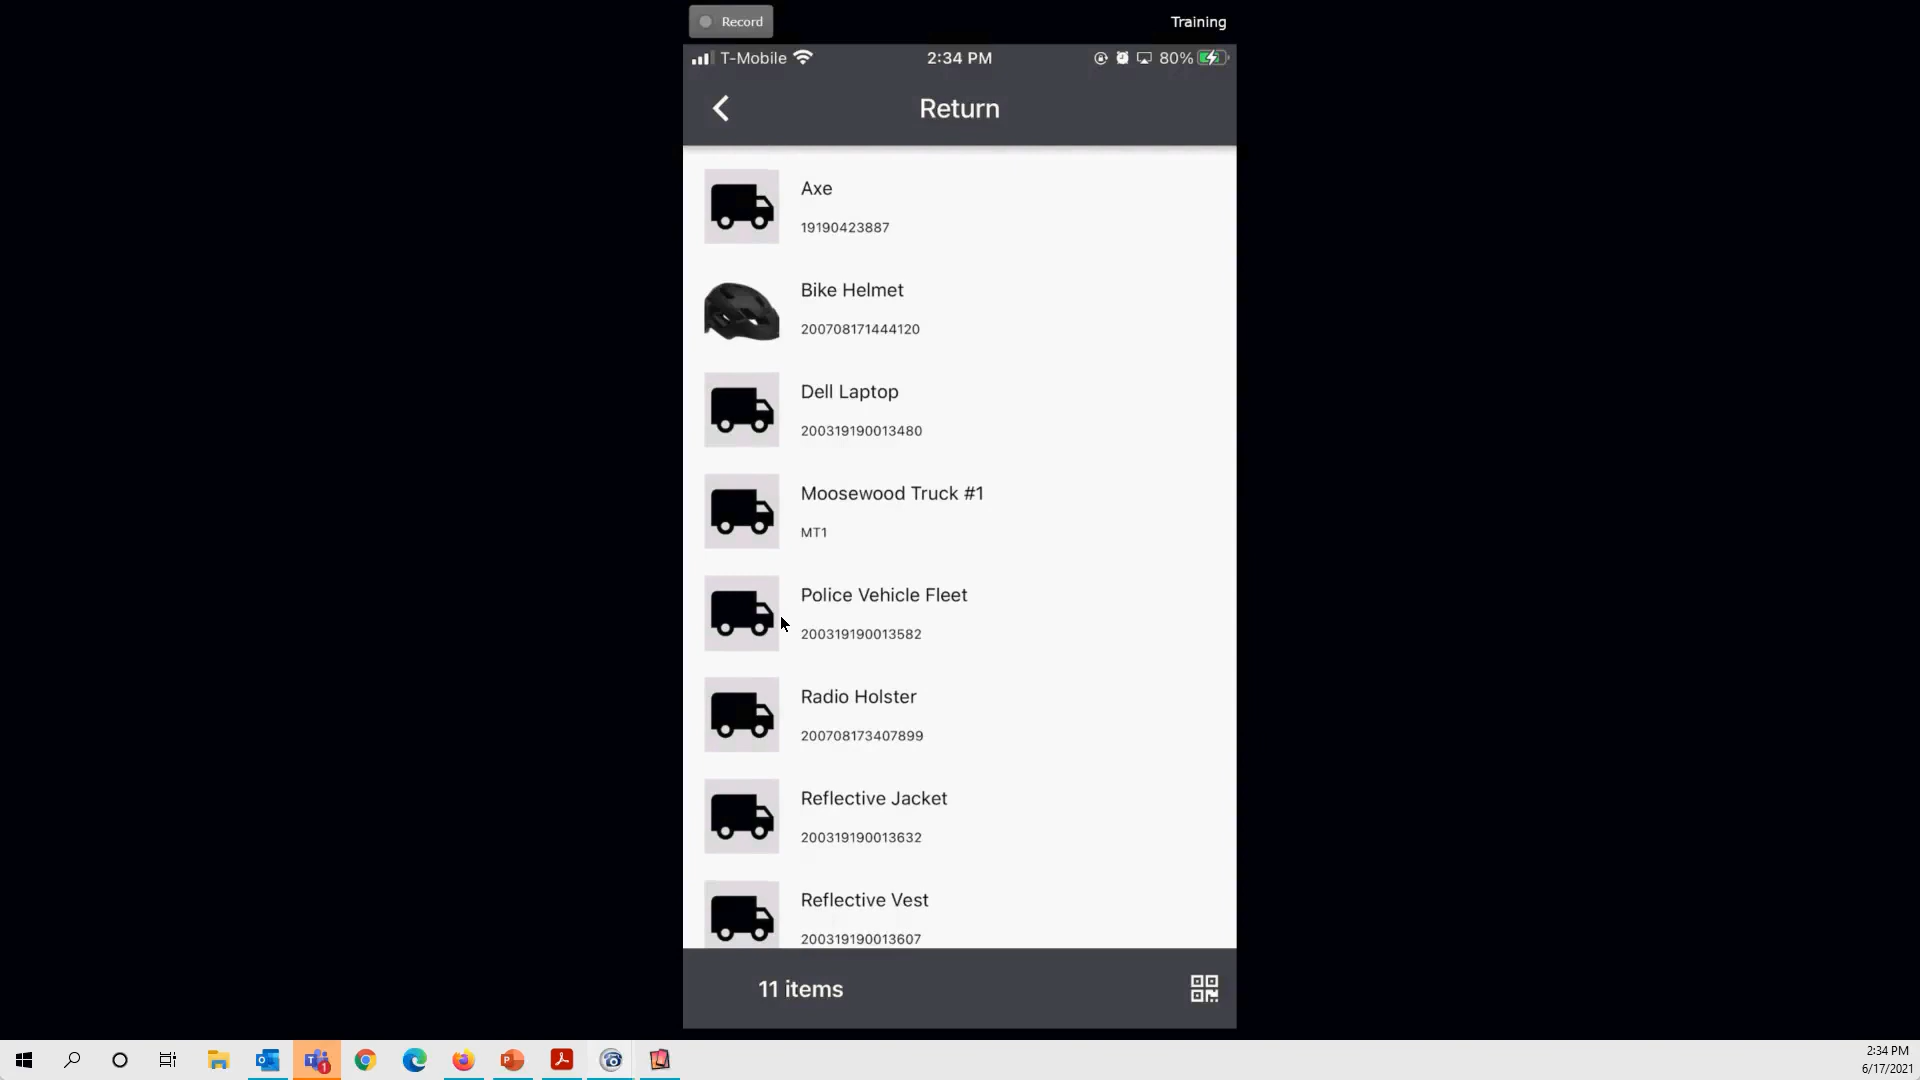 Record
Training
T-Mobile 2:34 PM 80%
Return
Axe
19190423887
Bike Helmet
200708171444120
Dell Laptop
200319190013480
Moosewood Truck #1
MT1
Police Vehicle Fleet
200319190013582
Radio Holster
200708173407899
Reflective Jacket
200319190013632
Reflective Vest
200319190013607
11 items
1
2:34 PM
6/17/2021